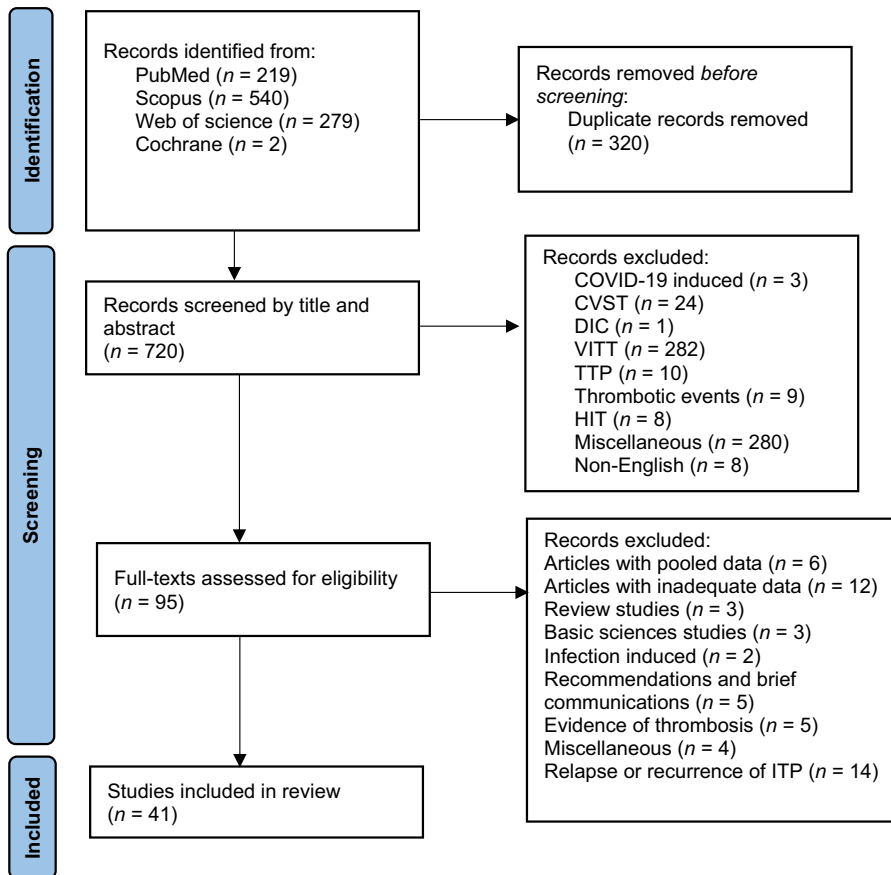 Identification
Records identified from:
PubMed (n = 219)
Scopus (n = 540)
Web of science (n = 279)
Cochrane (n = 2)
Records removed before
screening:
Duplicate records removed
(n = 320)
Screening
Records screened by title and
abstract
(n = 720)
Records excluded:
COVID-19 induced (n = 3)
CVST (n = 24)
DIC (n = 1)
VITT (n = 282)
TTP (n = 10)
Thrombotic events (n = 9)
HIT (n = 8)
Miscellaneous (n = 280)
Non-English (n = 8)
Full-texts assessed for eligibility
(n = 95)
Records excluded:
Articles with pooled data (n = 6)
Articles with inadequate data (n = 12)
Review studies (n = 3)
Basic sciences studies (n = 3)
Infection induced (n = 2)
Recommendations and brief
communications (n = 5)
Evidence of thrombosis (n = 5)
Miscellaneous (n = 4)
Relapse or recurrence of ITP (n = 14)
Included
Studies included in review
(n = 41)